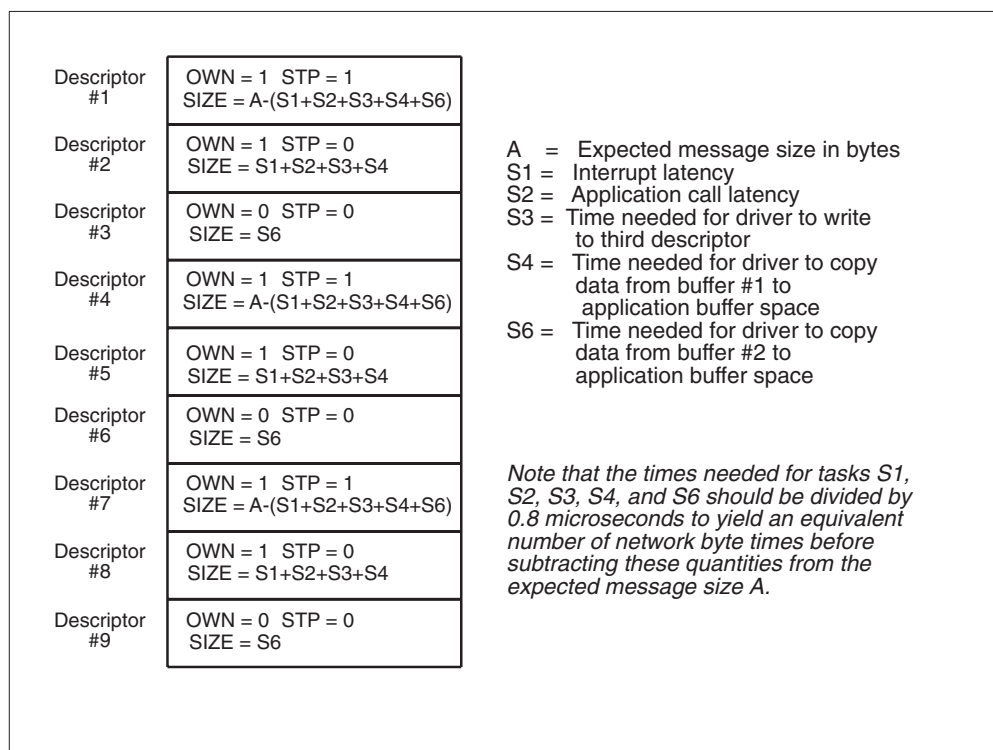 Descriptor
#1
OWN = 1 STP = 1
SIZE = A-(S1+S2+S3+S4+S6)
Descriptor
#2
OWN = 1 STP = 0
SIZE = S1+S2+S3+S4
Descriptor
#3
OWN = 0 STP = 0
SIZE = S6
Descriptor
#4
OWN = 1 STP = 1
SIZE = A-(S1+S2+S3+S4+S6)
Descriptor
#5
OWN = 1 STP = 0
SIZE = S1+S2+S3+S4
Descriptor
#6
OWN = 0 STP = 0
SIZE = S6
Descriptor
#7
OWN = 1 STP = 1
SIZE = A-(S1+S2+S3+S4+S6)
Descriptor
#8
OWN = 1 STP = 0
SIZE = S1+S2+S3+S4
Descriptor
#9
OWN = 0 STP = 0
SIZE = S6
A = Expected message size in bytes
S1 = Interrupt latency
S2 = Application call latency
S3 = Time needed for driver to write
to third descriptor
S4 = Time needed for driver to copy
data from buffer #1 to
application buffer space
S6 = Time needed for driver to copy
data from buffer #2 to
application buffer space
Note that the times needed for tasks S1,
S2, S3, S4, and S6 should be divided by
0.8 microseconds to yield an equivalent
number of network byte times before
subtracting these quantities from the
expected message size A.